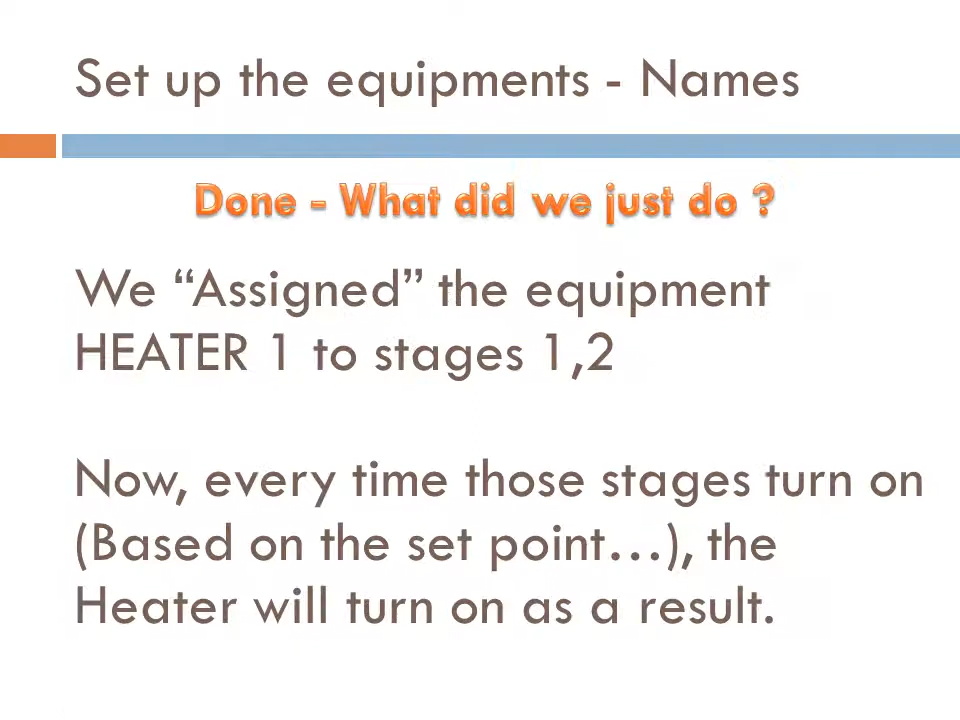 Set up the equipments - Names
Done - What did we just do ?
We “Assigned” the equipment
HEATER 1 to stages 1,2
Now, every time those stages turn on
(Based on the set point…), the
Heater will turn on as a result.